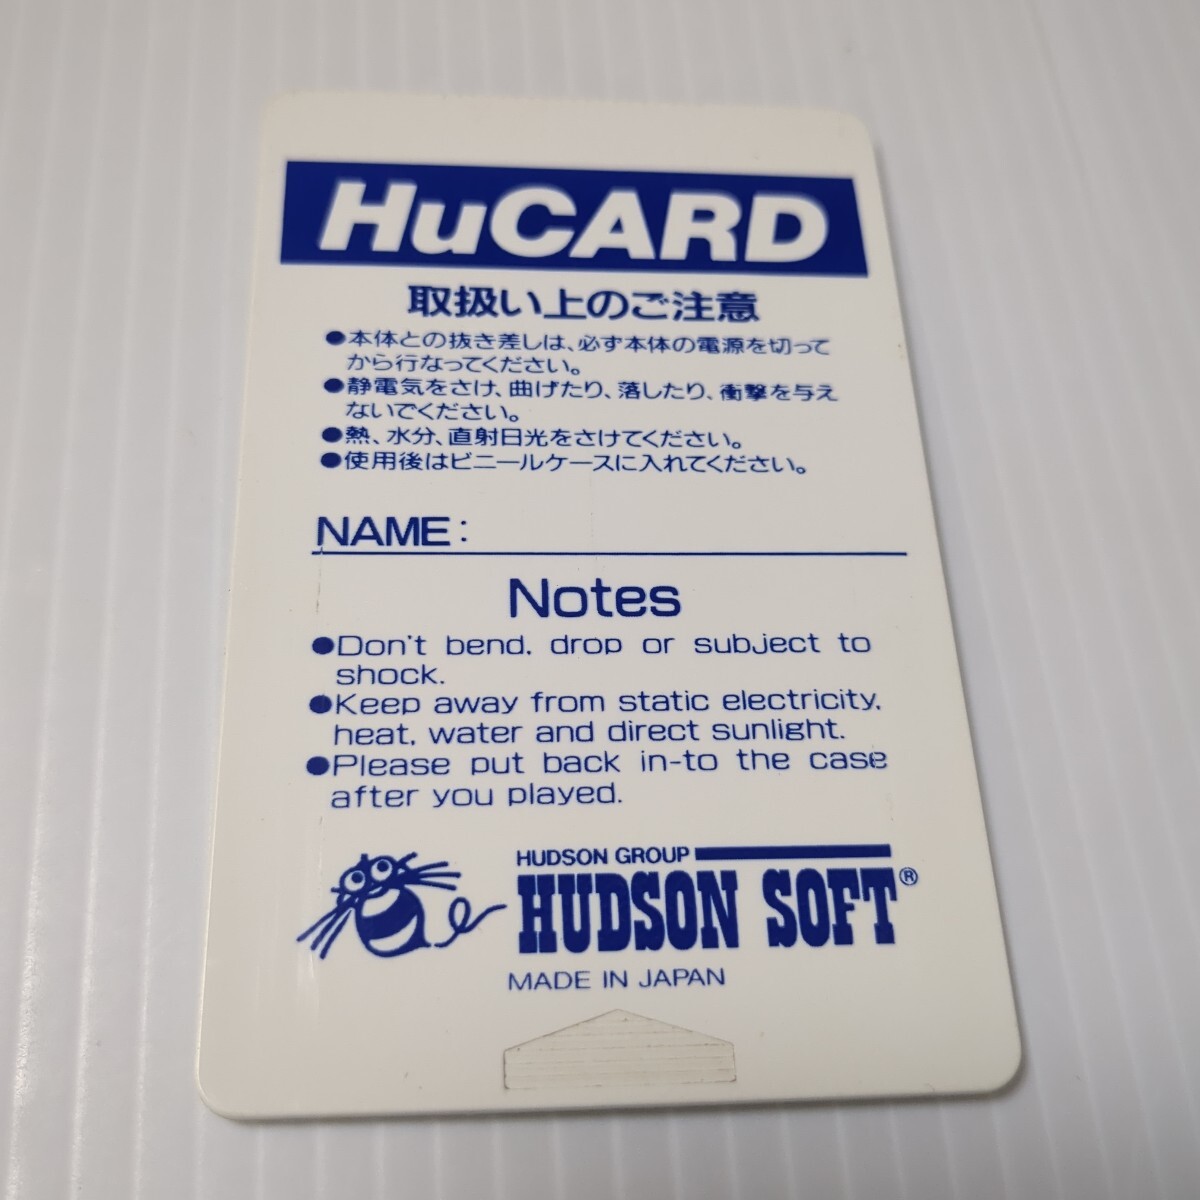 HuCARD
取扱い上のご注意
●本体との抜き差しは、必ず本体の電源を切って
から行なってください。
●静電気をさけ、曲げたり、落したり、衝撃を与え
ないでください。
●熱、水分、直射日光をさけてください。
●使用後はビニールケースに入れてください。
NAME:
Notes
●Don't bend, drop or subject to
shock.
●Keep away from static electricity,
heat, water and direct sunlight.
●Please put back in-to the case
after you played.
HUDSON GROUP
HUDSON SOFT®
MADE IN JAPAN